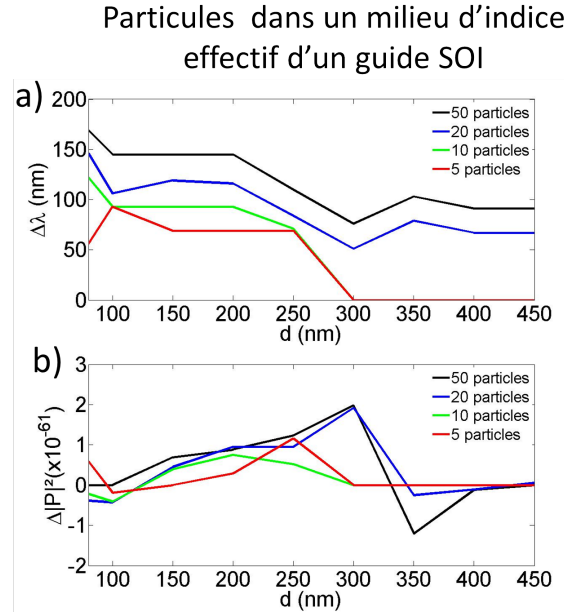 Particules dans un milieu d’indice
effectif d’un guide SOI
a)
200
150
100
50
0
Δλ (nm)
50 particles
20 particles
10 particles
5 particles
100 150 200 250 300 350 400 450
d (nm)
b)
3
2
1
0
-1
-2
Δ|P|²(x10⁻⁶¹)
50 particles
20 particles
10 particles
5 particles
100 150 200 250 300 350 400 450
d (nm)